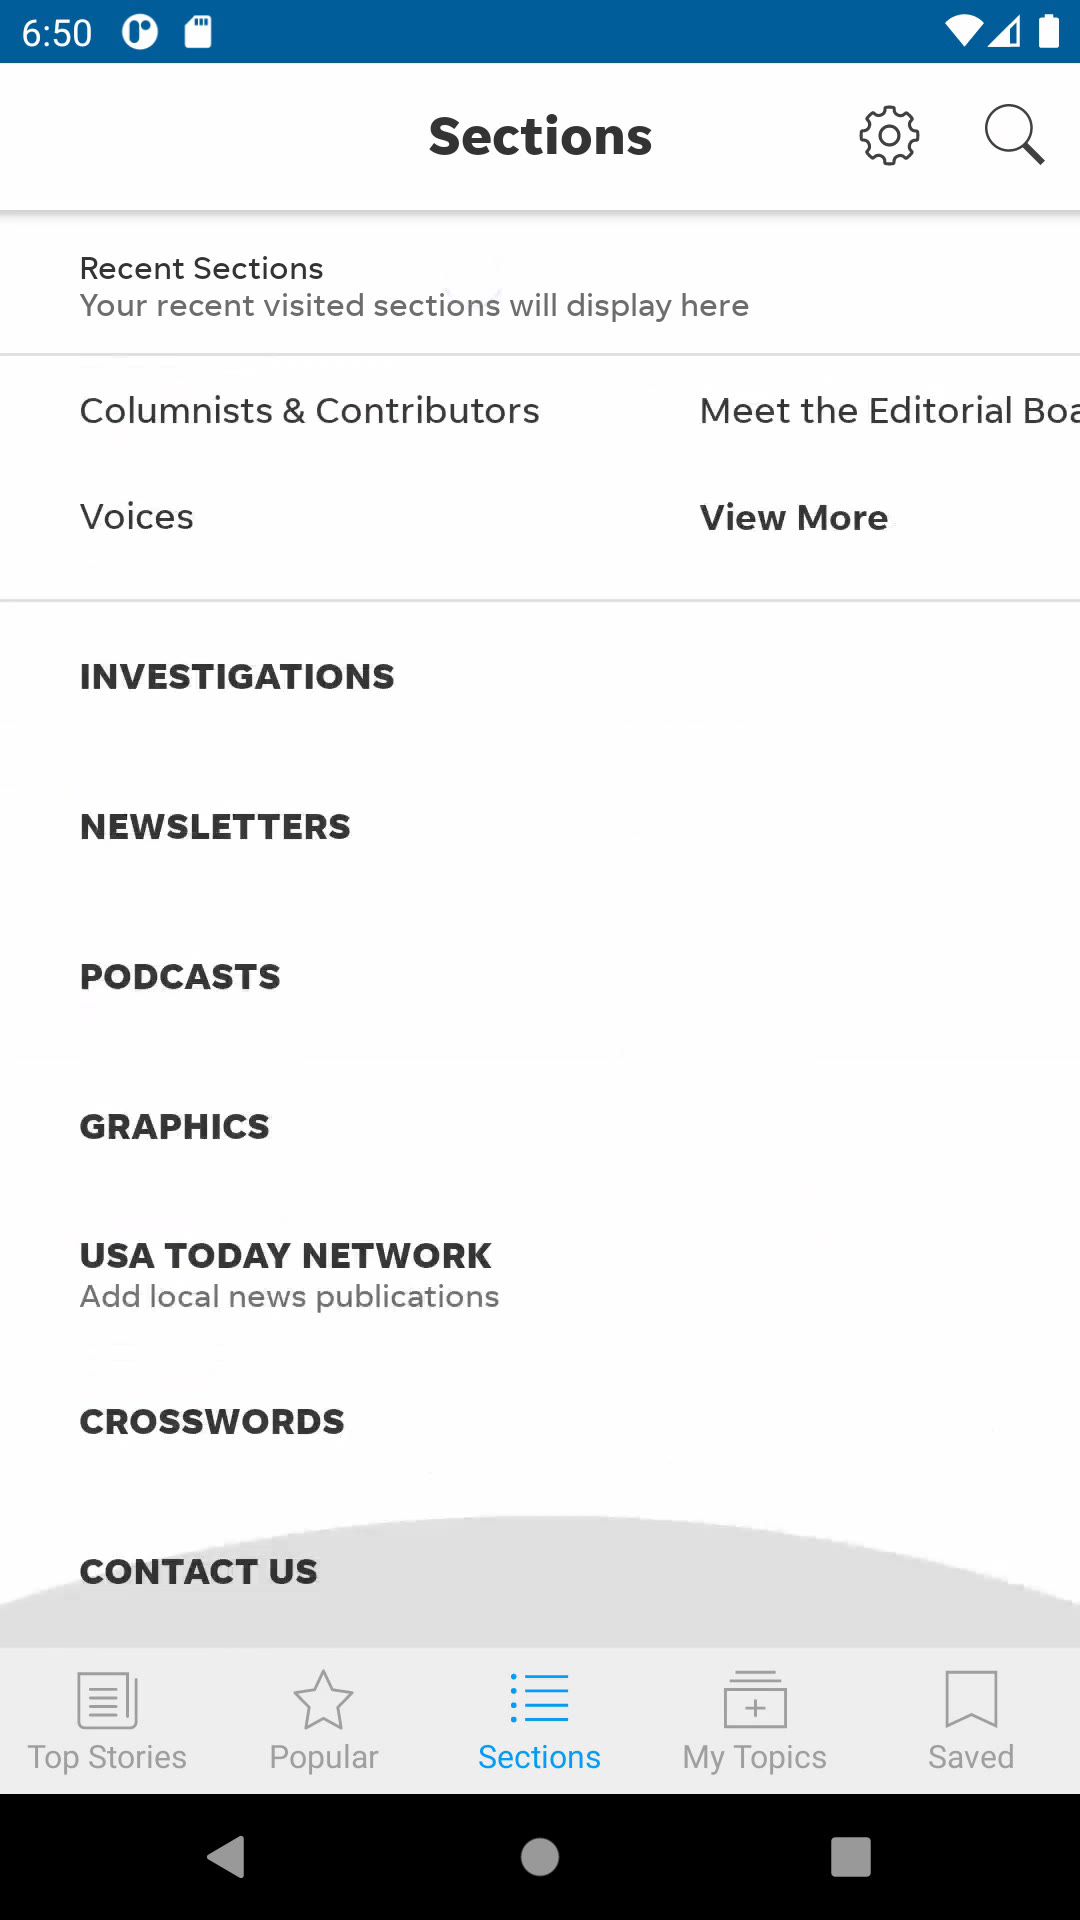 6:50
Sections
Recent Sections
Your recent visited sections will display here
Columnists & Contributors
Meet the Editorial Boa
Voices
View More
INVESTIGATIONS
NEWSLETTERS
PODCASTS
GRAPHICS
USA TODAY NETWORK
Add local news publications
CROSSWORDS
CONTACT US
Top Stories
Popular
Sections
My Topics
Saved